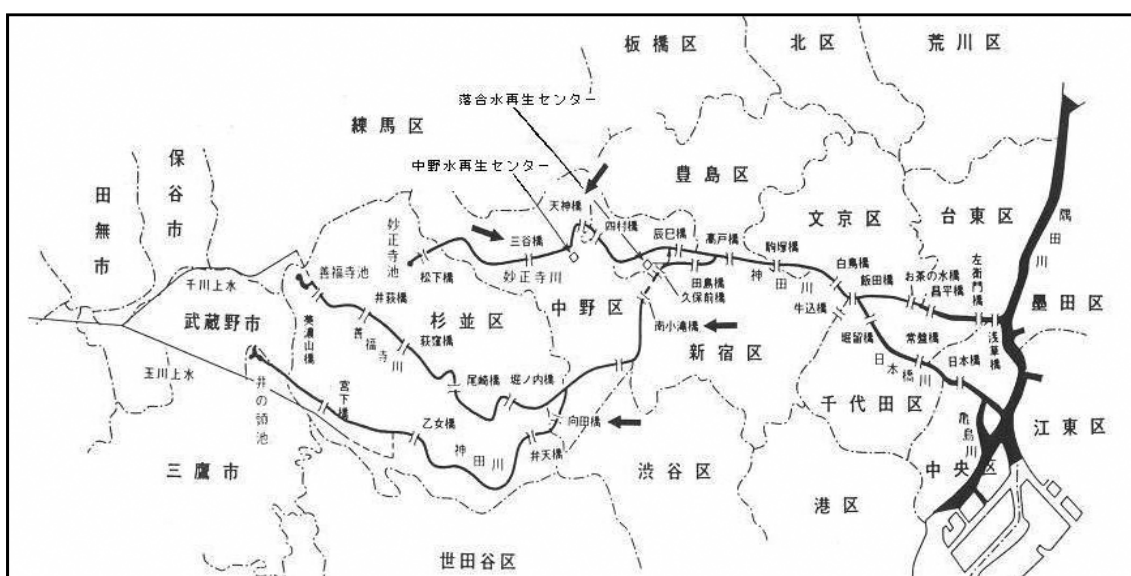 板橋区
北区
荒川区
落合水再生センター
練馬区
中野水再生センター
保谷市
田無市
豊島区
天神橋
四村橋
文京区
台東区
隅田川
妙正寺池
三谷橋
辰巳橋
高戸橋
駒塚橋
白鳥橋
飯田橋
お茶の水橋
昌平橋
左衛門橋
浅草橋
墨田区
善福寺池
松下橋
妙正寺川
田島橋
久保前橋
神田川
牛込橋
千川上水
武蔵野市
美濃山橋
井荻橋
杉並区
中野区
善福寺川
荻窪橋
南小滝橋
新宿区
堀留橋
常盤橋
日本橋川
日本橋
玉川上水
井の頭池
宮下橋
尾崎橋
堀ノ内橋
千代田区
亀島川
江東区
乙女橋
向田橋
神田川
弁天橋
三鷹市
渋谷区
中央区
港区
世田谷区